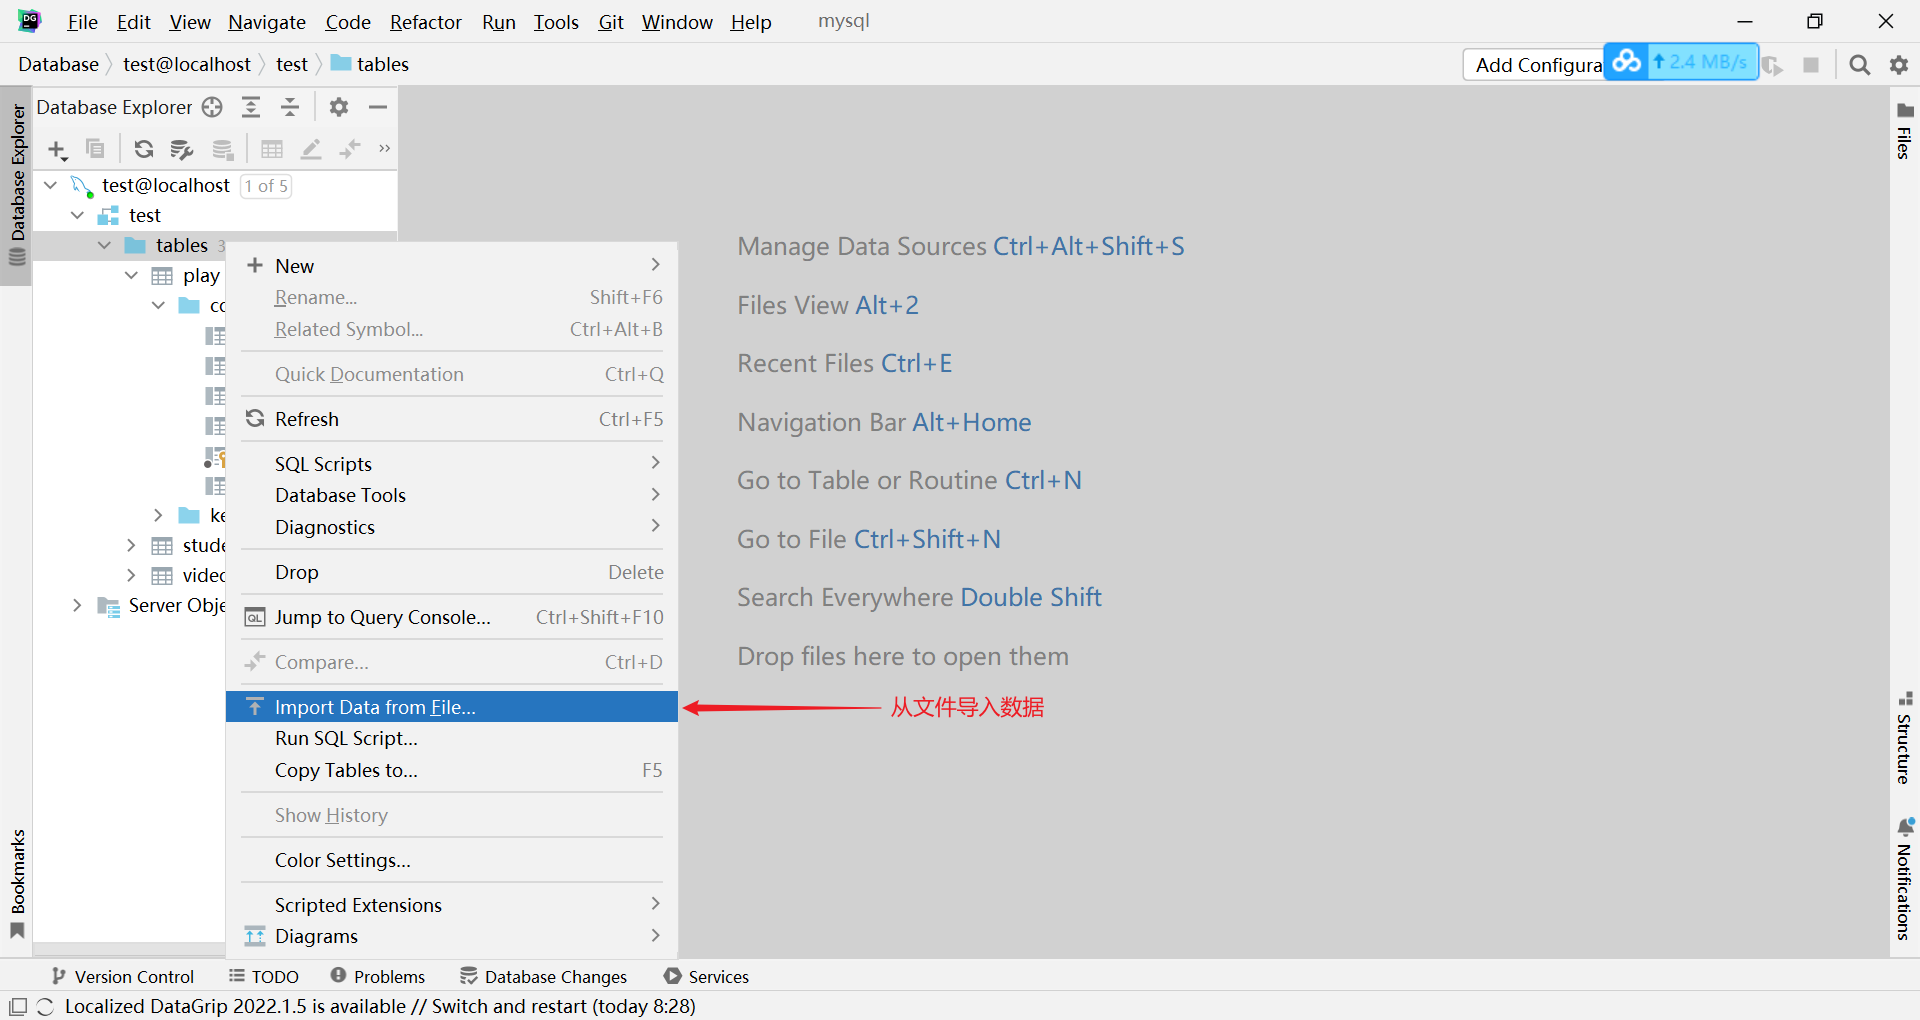 File Edit View Navigate Code Refactor Run Tools Git Window Help mysql
Database test@localhost test tables
Add Configura
2.4 MB/s
Database Explorer
Database Explorer
Files
test@localhost 1 of 5
test
tables 3
play
co
ke
stude
video
Server Obje
New
Rename... Shift+F6
Related Symbol... Ctrl+Alt+B
Quick Documentation Ctrl+Q
Refresh Ctrl+F5
SQL Scripts
Database Tools
Diagnostics
Drop Delete
Jump to Query Console... Ctrl+Shift+F10
Compare... Ctrl+D
Import Data from File...
Run SQL Script...
Copy Tables to... F5
Show History
Color Settings...
Scripted Extensions
Diagrams
Manage Data Sources Ctrl+Alt+Shift+S
Files View Alt+2
Recent Files Ctrl+E
Navigation Bar Alt+Home
Go to Table or Routine Ctrl+N
Go to File Ctrl+Shift+N
Search Everywhere Double Shift
Drop files here to open them
从文件导入数据
Structure
Notifications
Bookmarks
Version Control TODO Problems Database Changes Services
Localized DataGrip 2022.1.5 is available // Switch and restart (today 8:28)